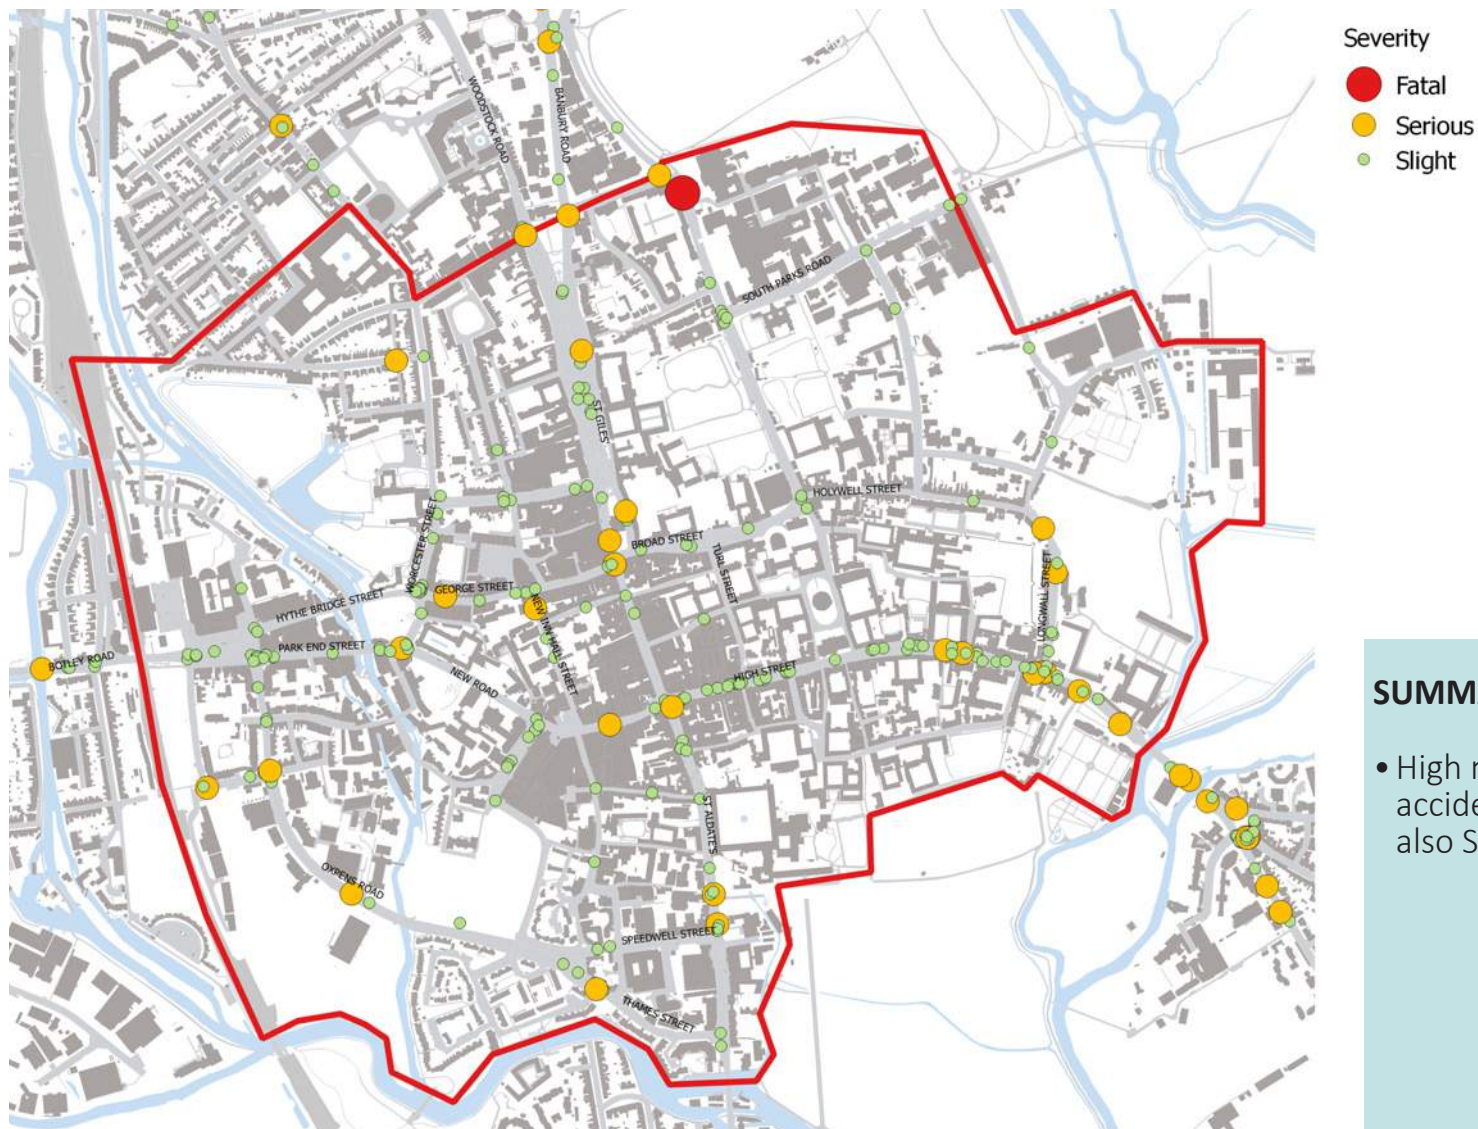 Severity
Fatal
Serious
Slight
WOODSTOCK ROAD
BANBURY ROAD
SOUTH PARKS ROAD
ST GILES'
HOLYWELL STREET
WORCESTER STREET
BROAD STREET
TURL STREET
LONGWALL STREET
GEORGE STREET
HYTHE BRIDGE STREET
NEW INN HALL STREET
PARK END STREET
BOTLEY ROAD
HIGH STREET
NEW ROAD
ST ALDATE'S
OXPENS ROAD
SPEEDWELL STREET
THAMES STREET
SUMM
• High
accide
also S